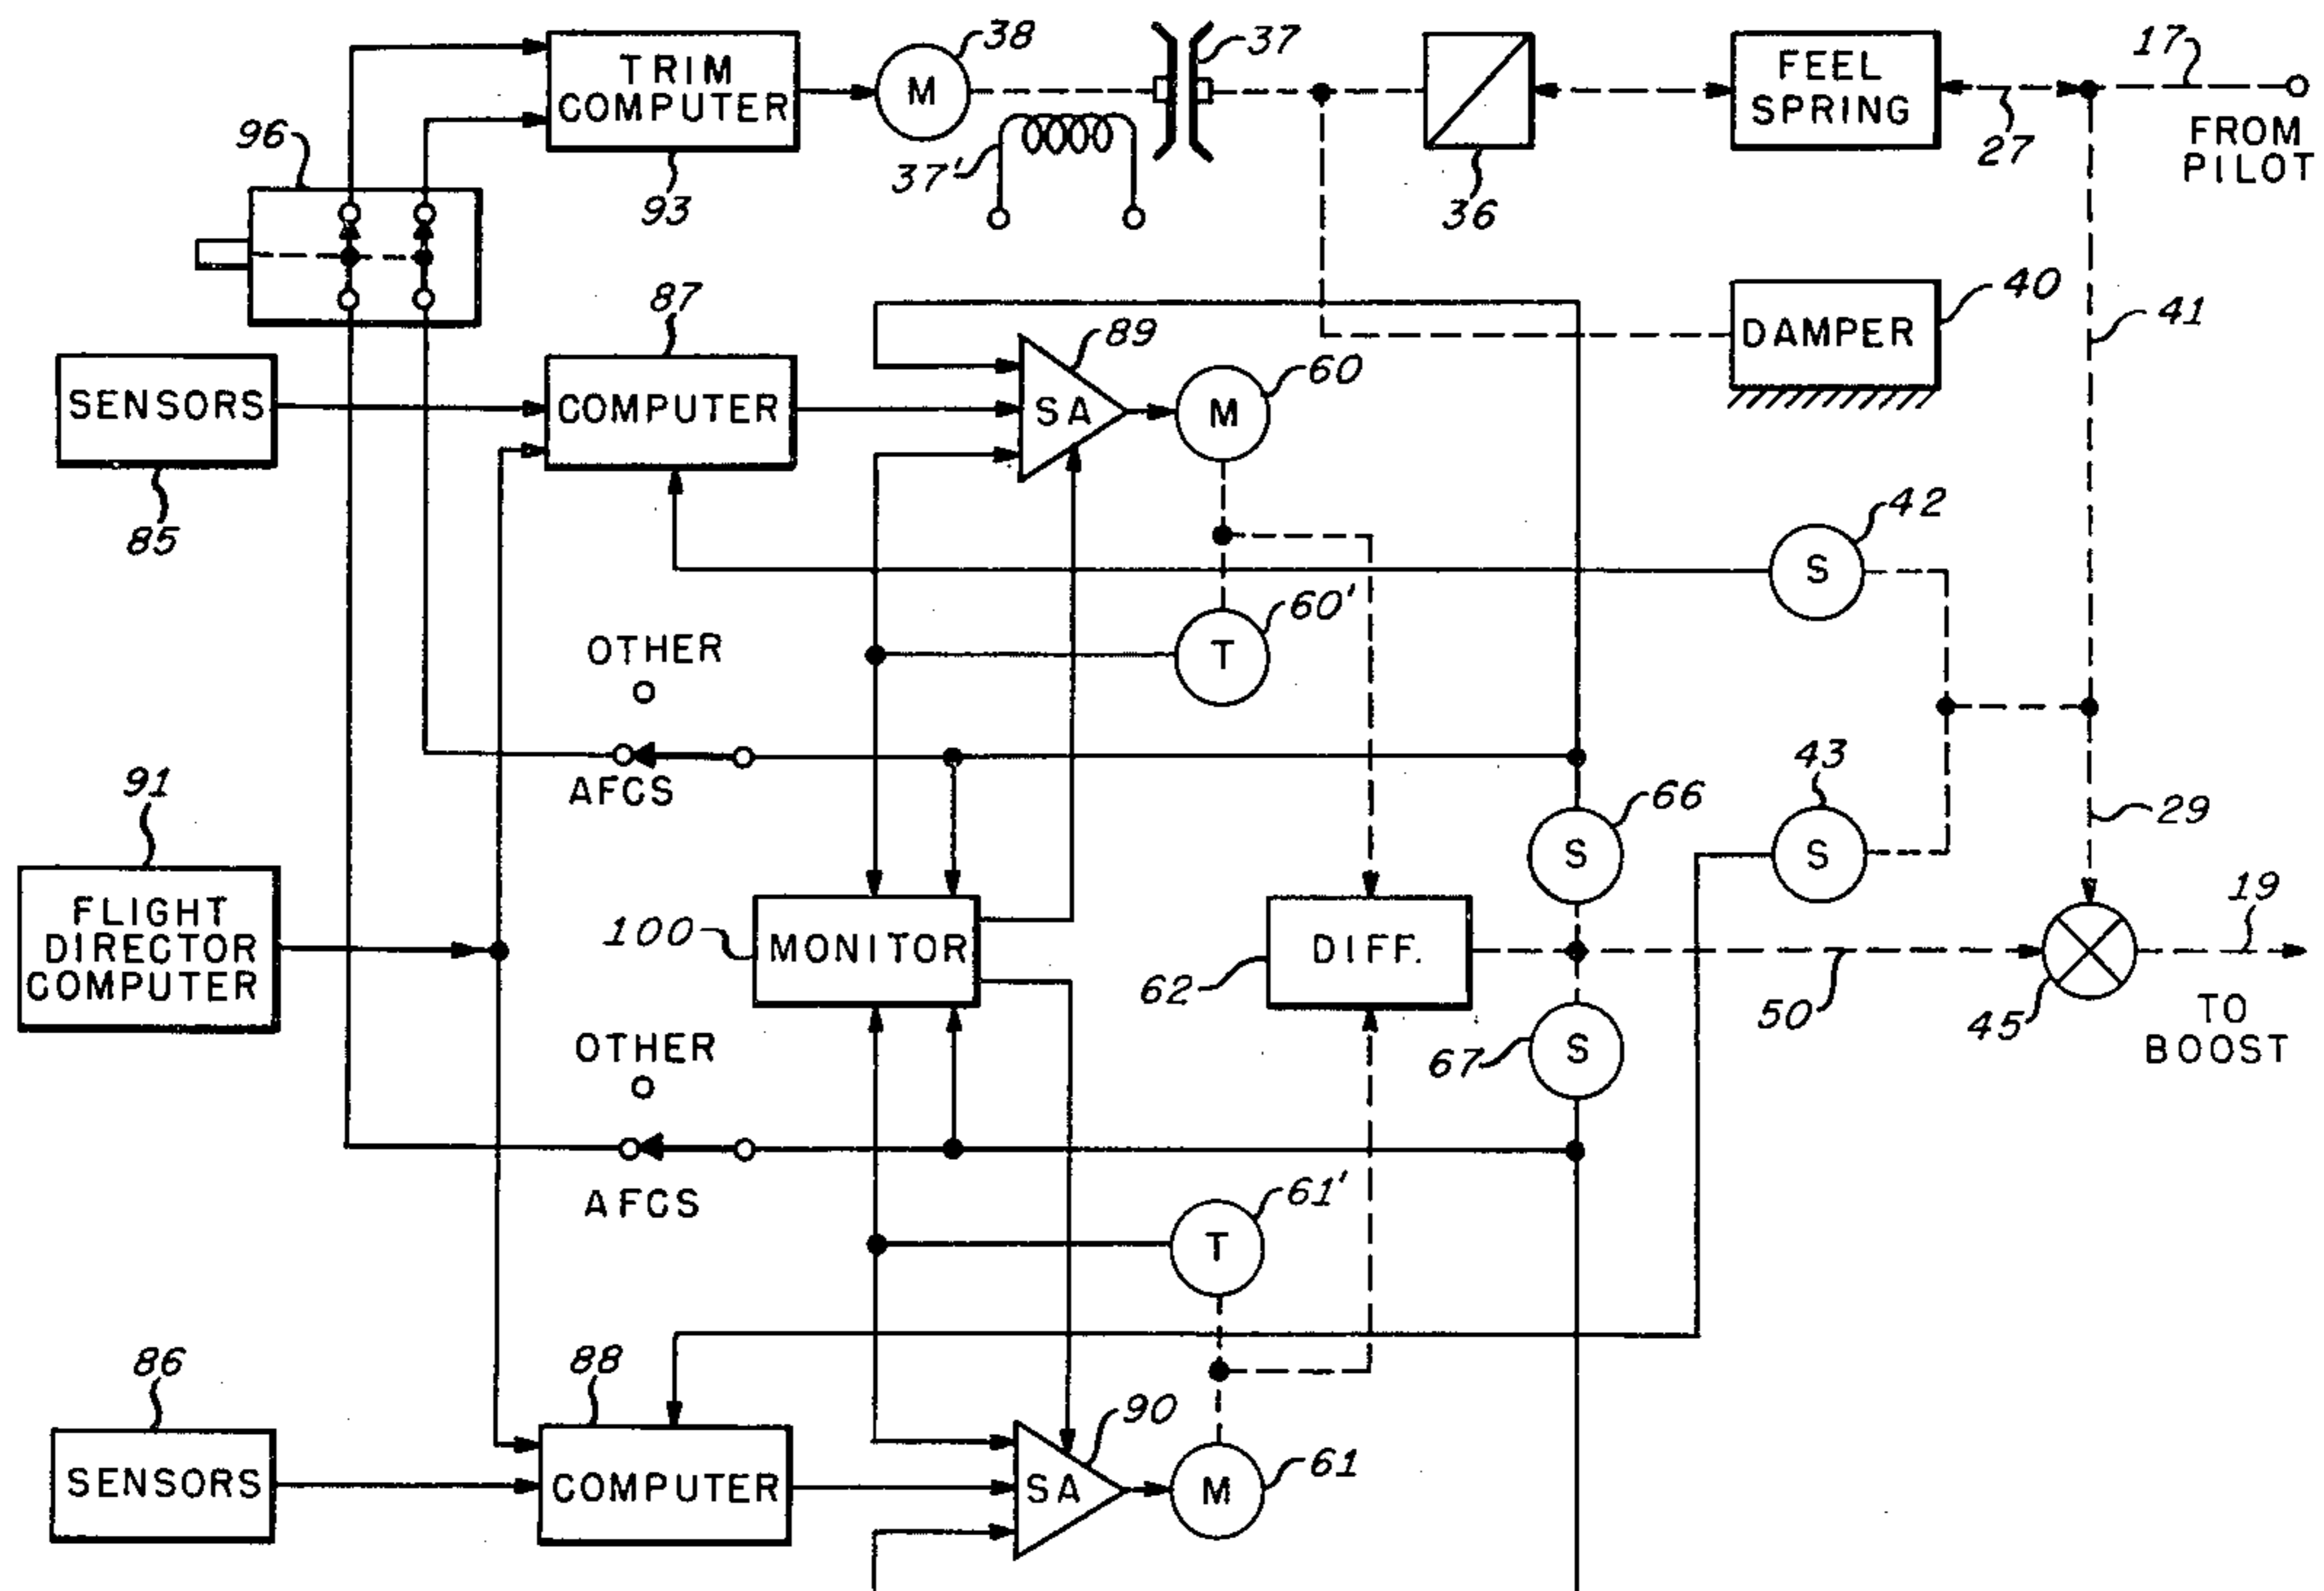 38
37
17
TRIM
COMPUTER
M
FEEL
SPRING
FROM
PILOT
27
96
37'
93
36
87
89
60
40
41
DAMPER
SENSORS
COMPUTER
SA
M
85
42
S
60'
T
OTHER
AFCS
91
43
66
29
S
S
FLIGHT
DIRECTOR
COMPUTER
100
MONITOR
DIFF.
62
19
50
45
TO
BOOST
OTHER
67
S
AFCS
61'
T
86
88
90
61
SENSORS
COMPUTER
SA
M